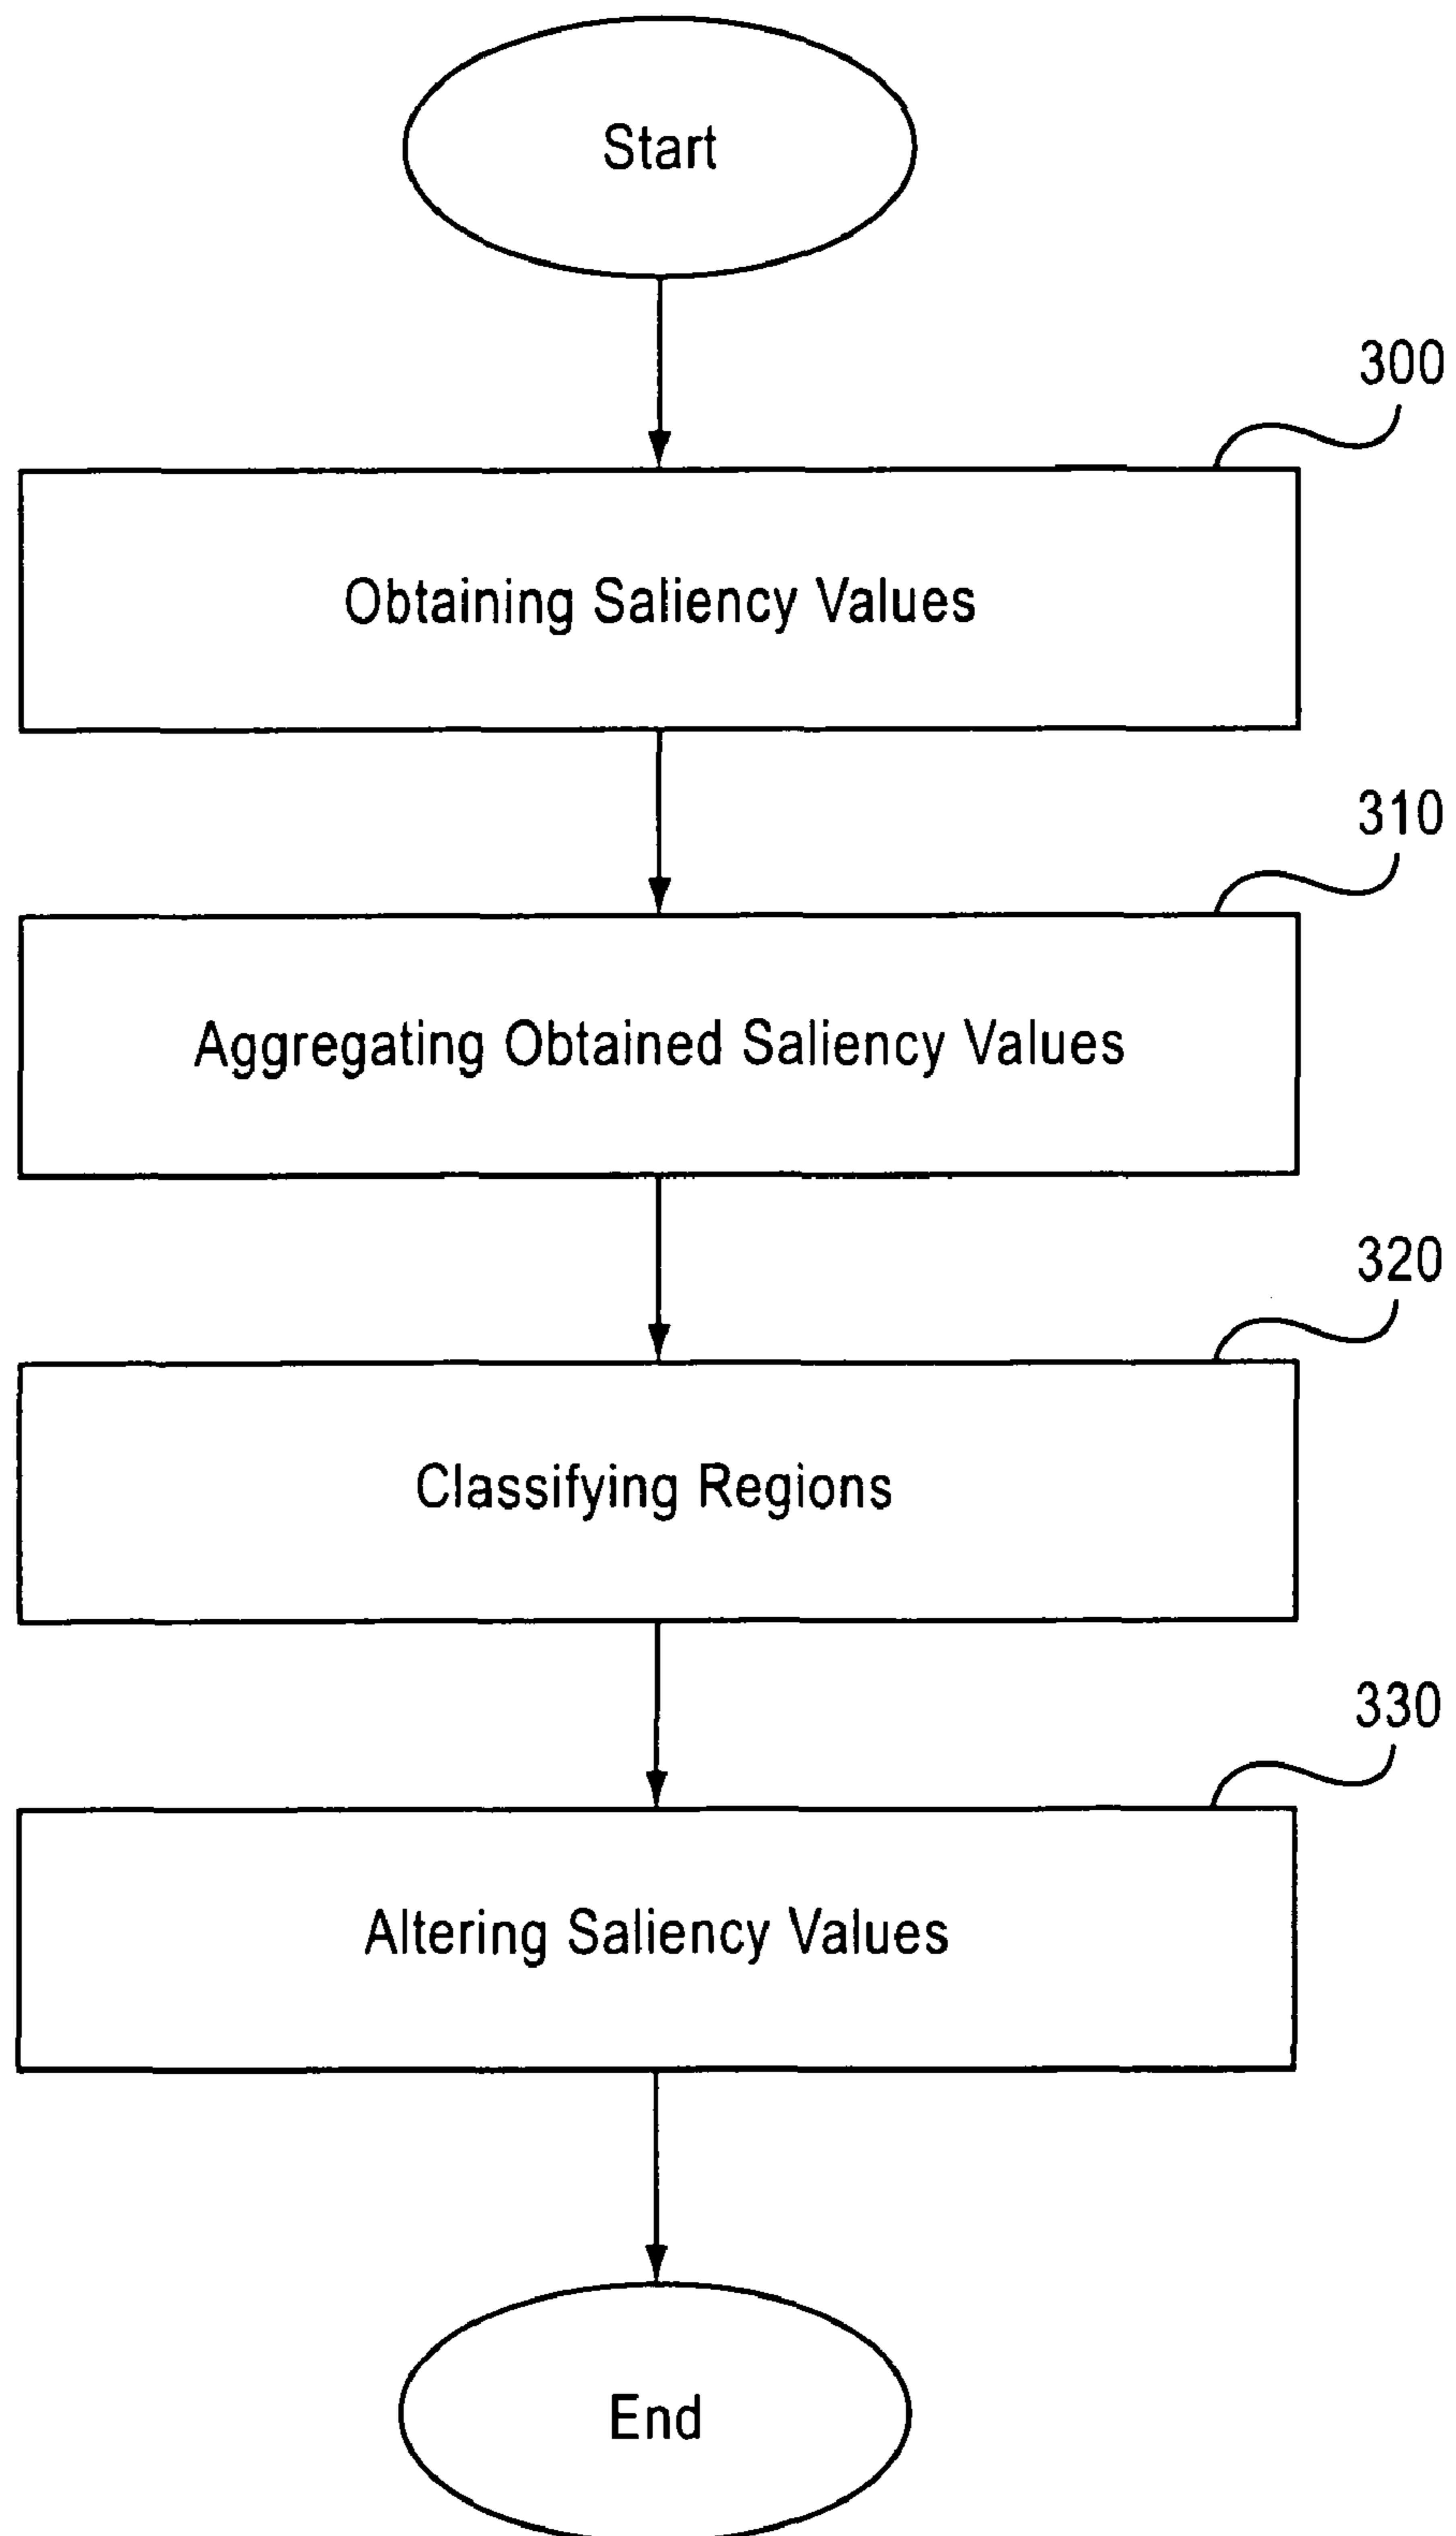 Start
300
Obtaining Saliency Values
310
Aggregating Obtained Saliency Values
320
Classifying Regions
330
Altering Saliency Values
End